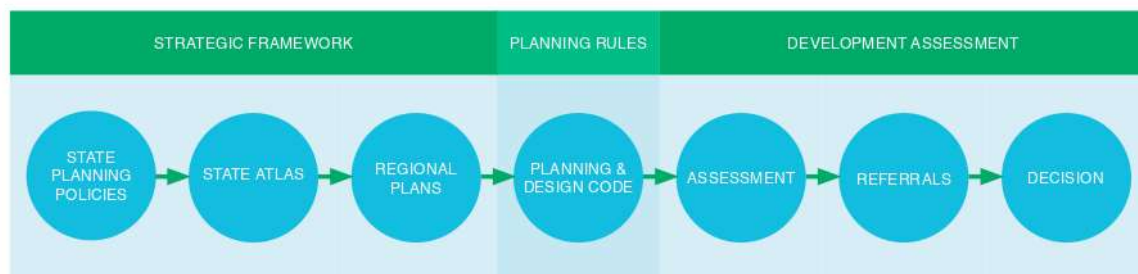 STRATEGIC FRAMEWORK
PLANNING RULES
DEVELOPMENT ASSESSMENT
STATE
PLANNING
POLICIES
STATE ATLAS
REGIONAL
PLANS
PLANNING &
DESIGN CODE
ASSESSMENT
REFERRALS
DECISION